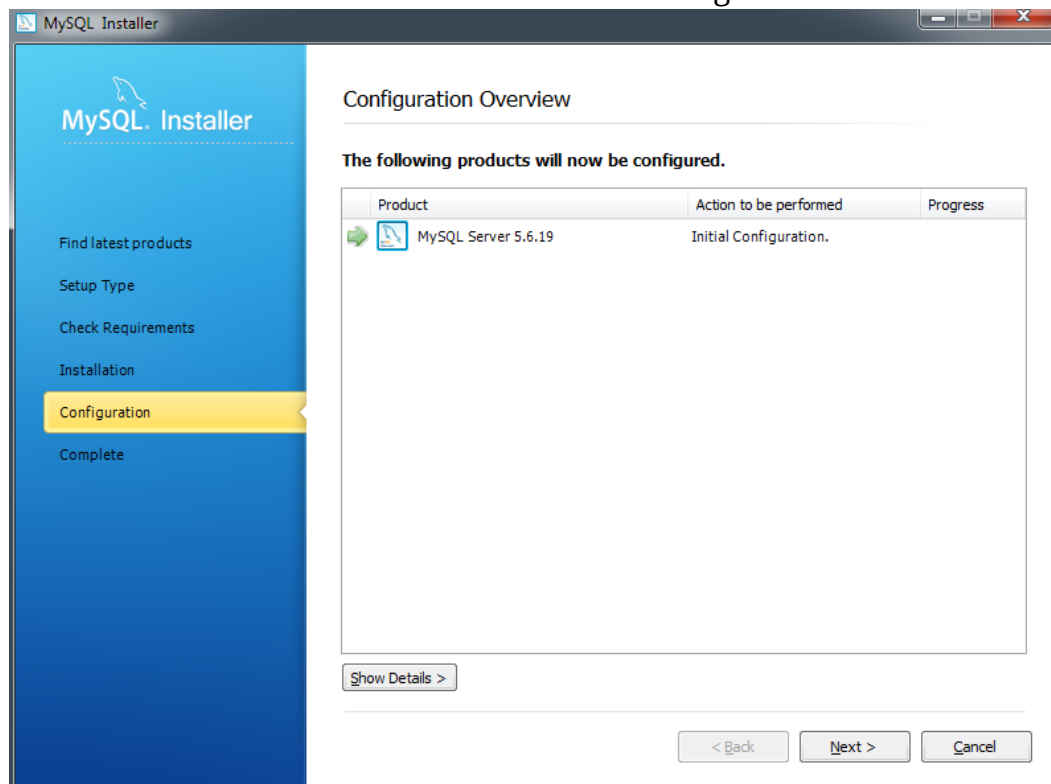 MySQL Installer
MySQL. Installer
Configuration Overview
The following products will now be configured.
Product Action to be performed Progress
MySQL Server 5.6.19 Initial Configuration.
Find latest products
Setup Type
Check Requirements
Installation
Configuration
Complete
Show Details >
< Back Next > Cancel